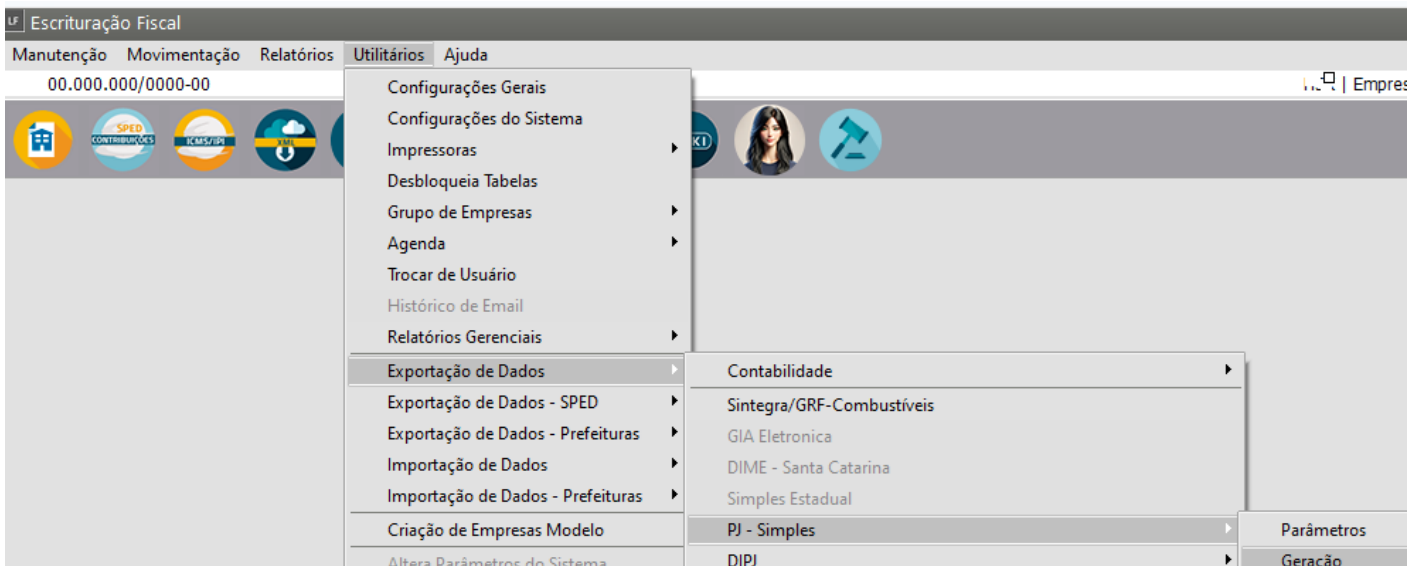 LF Escrituração Fiscal
Manutenção Movimentação Relatórios Utilitários Ajuda
00.000.000/0000-00 | Empres
SPED CONTRIBUIÇÕES ICMS/IPI XML KI
Configurações Gerais
Configurações do Sistema
Impressoras
Desbloqueia Tabelas
Grupo de Empresas
Agenda
Trocar de Usuário
Histórico de Email
Relatórios Gerenciais
Exportação de Dados
Exportação de Dados - SPED
Exportação de Dados - Prefeituras
Importação de Dados
Importação de Dados - Prefeituras
Criação de Empresas Modelo
Altera Parâmetros do Sistema
Contabilidade
Sintegra/GRF-Combustíveis
GIA Eletronica
DIME - Santa Catarina
Simples Estadual
PJ - Simples
DIPJ
Parâmetros
Geração